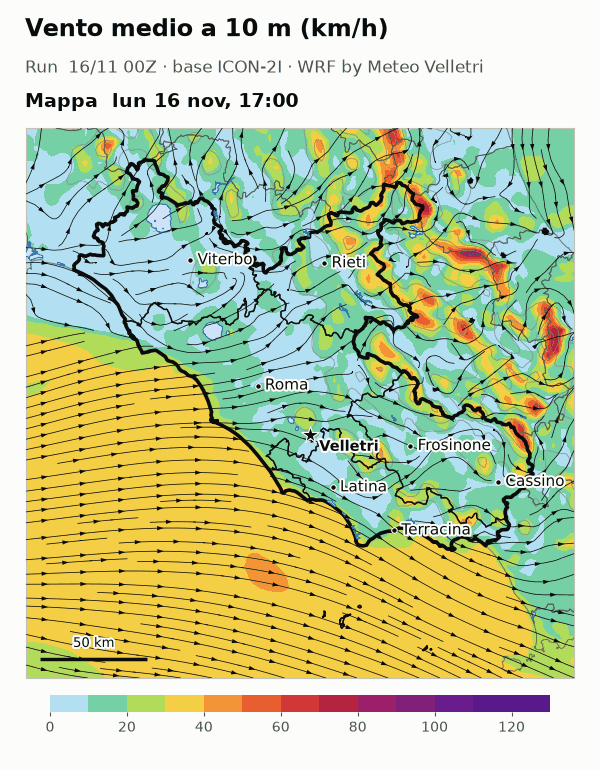 Vento medio a 10 m (km/h)
Run  16/11 00Z · base ICON-2I · WRF by Meteo Velletri
Mappa  lun 16 nov, 17:00
Viterbo
Rieti
Roma
Velletri
Frosinone
Cassino
Latina
Terracina
50 km
0 20 40 60 80 100 120